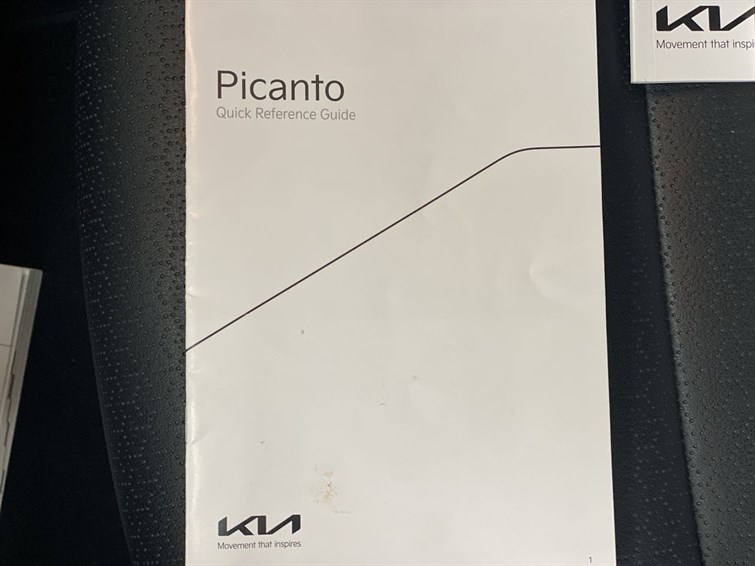 Picanto
Quick Reference Guide
KIA
Movement that inspires
1
KIA
Movement that inspi